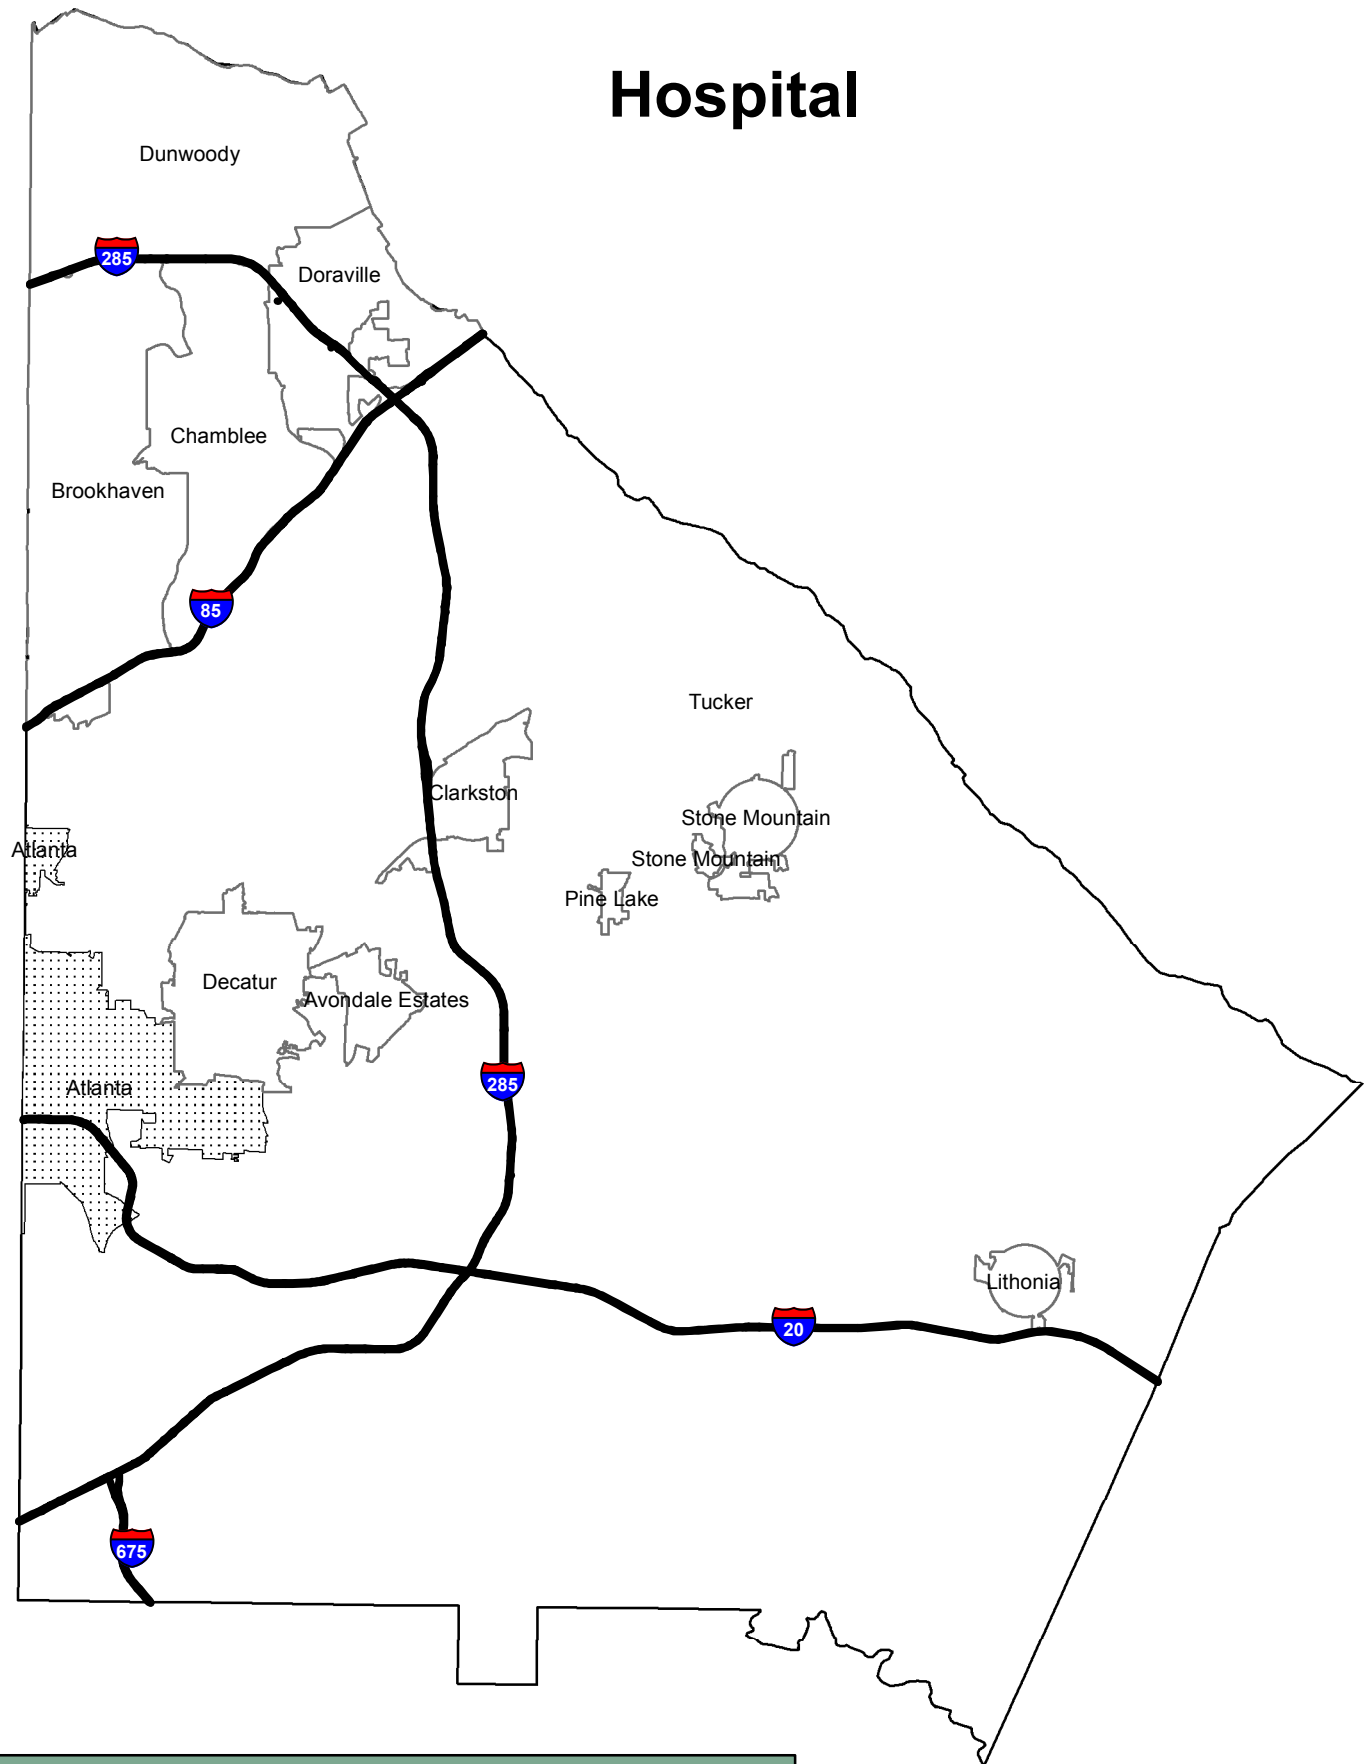 Hospital
Dunwoody
285
Doraville
Chamblee
Brookhaven
85
Tucker
Clarkston
Stone Mountain
Atlanta
Stone Mountain
Pine Lake
Decatur
Avondale Estates
285
Atlanta
Lithonia
20
675